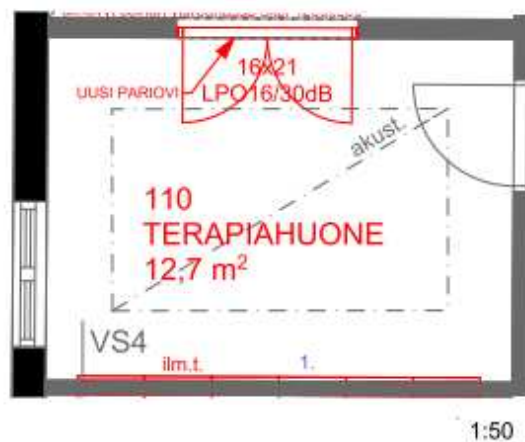 16x21
UUSI PARIOVI
LPO16/30dB
akust.
110
TERAPIAHUONE
12,7 m²
VS4
ilm.t.
1.
1:50